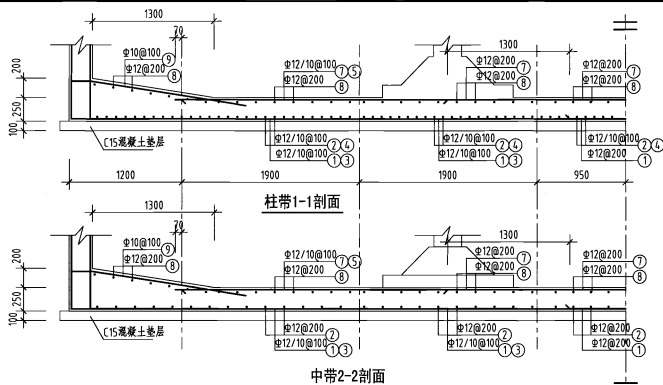 1300
70
1300
Φ10@100 ⑨
Φ12@200 ⑧
Φ12/10@100 ⑦⑤
Φ12@200 ⑧
Φ12@200 ⑦
Φ12@200 ⑧
Φ12@200 ⑦
Φ12@200 ⑧
200
250
100
C15混凝土垫层
Φ12/10@100 ②④
Φ12/10@100 ①③
Φ12/10@100 ②④
Φ12/10@100 ①③
Φ12/10@100 ②④
Φ12@200 ①
1200
1900
1900
950
柱带1-1剖面
1300
70
1300
Φ10@100 ⑨
Φ12@200 ⑧
Φ12/10@100 ⑦⑤
Φ12@200 ⑧
Φ12@200 ⑦
Φ12@200 ⑧
Φ12@200 ⑦
Φ12@200 ⑧
200
250
100
C15混凝土垫层
Φ12@200 ②
Φ12/10@100 ①③
Φ12@200 ②
Φ12/10@100 ①③
Φ12@200 ②
Φ12@200 ①
中带2-2剖面